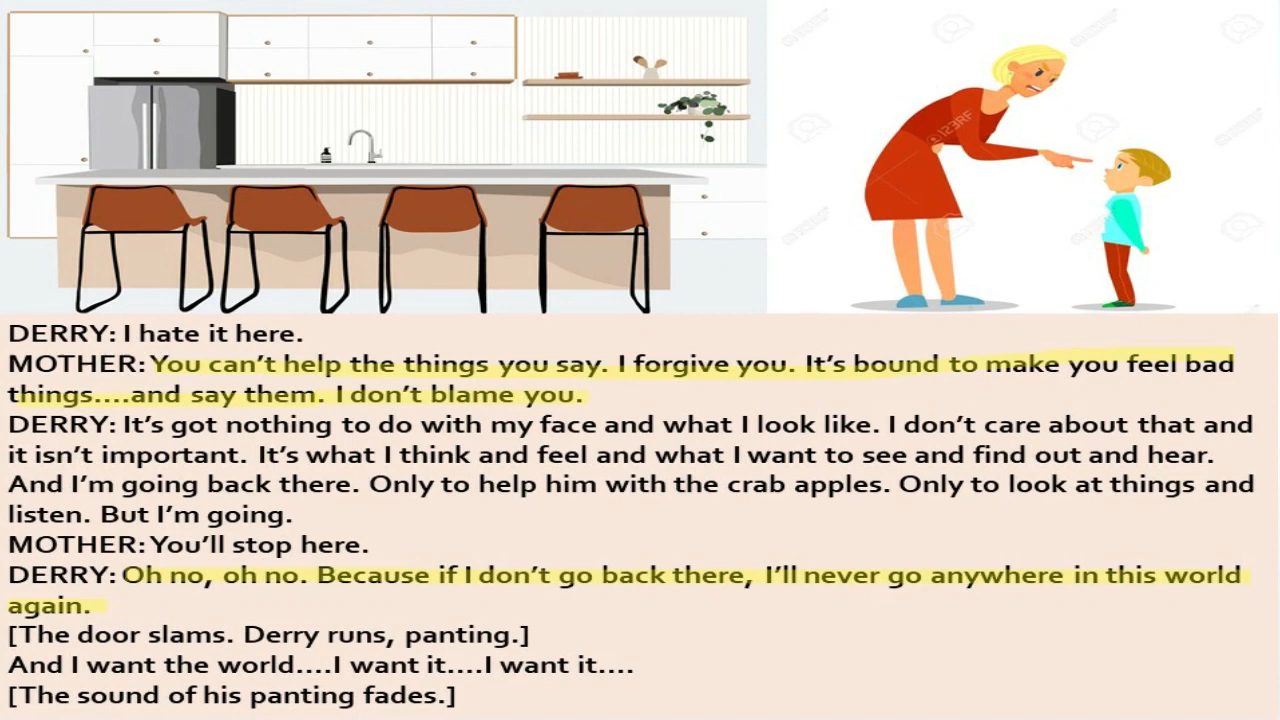 123RF
123RF
123RF
123RF
123RF
123RF
DERRY: I hate it here.
MOTHER: You can't help the things you say. I forgive you. It's bound to make you feel bad
things....and say them. I don't blame you.
DERRY: It's got nothing to do with my face and what I look like. I don't care about that and
it isn't important. It's what I think and feel and what I want to see and find out and hear.
And I'm going back there. Only to help him with the crab apples. Only to look at things and
listen. But I'm going.
MOTHER: You'll stop here.
DERRY: Oh no, oh no. Because if I don't go back there, I'll never go anywhere in this world
again.
[The door slams. Derry runs, panting.]
And I want the world....I want it....I want it....
[The sound of his panting fades.]